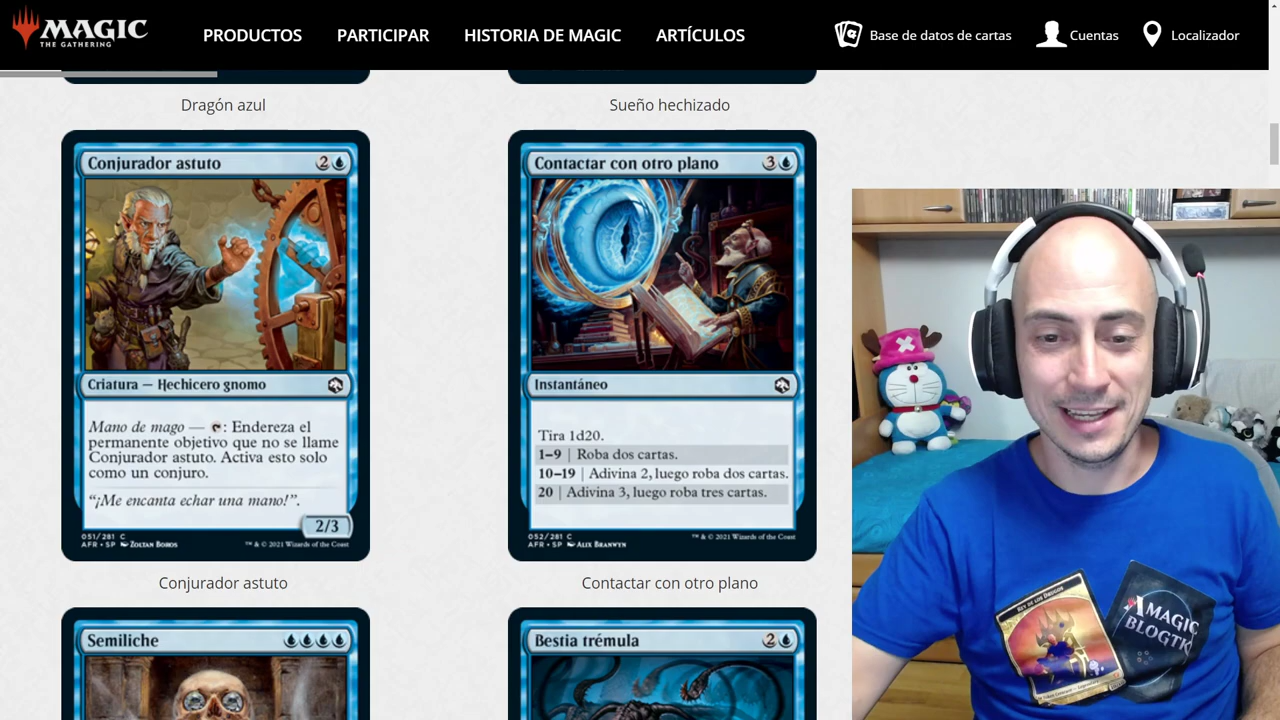 MAGIC
THE GATHERING
PRODUCTOS
PARTICIPAR
HISTORIA DE MAGIC
ARTÍCULOS
Base de datos de cartas
Cuentas
Localizador
Dragón azul
Sueño hechizado
Conjurador astuto
2
Criatura — Hechicero gnomo
Mano de mago — : Endereza el
permanente objetivo que no se llame
Conjurador astuto. Activa esto solo
como un conjuro.
“¡Me encanta echar una mano!”.
2/3
051/281 C
AFR • SP Zoltan Boros
™ & © 2021 Wizards of the Coast
Conjurador astuto
Contactar con otro plano
3
Instantáneo
Tira 1d20.
1–9 | Roba dos cartas.
10–19 | Adivina 2, luego roba dos cartas.
20 | Adivina 3, luego roba tres cartas.
052/281 C
AFR • SP Alix Branwyn
™ & © 2021 Wizards of the Coast
Contactar con otro plano
Semiliche
Bestia trémula
2
Rey de los Droggs
MAGIC
BLOGTK